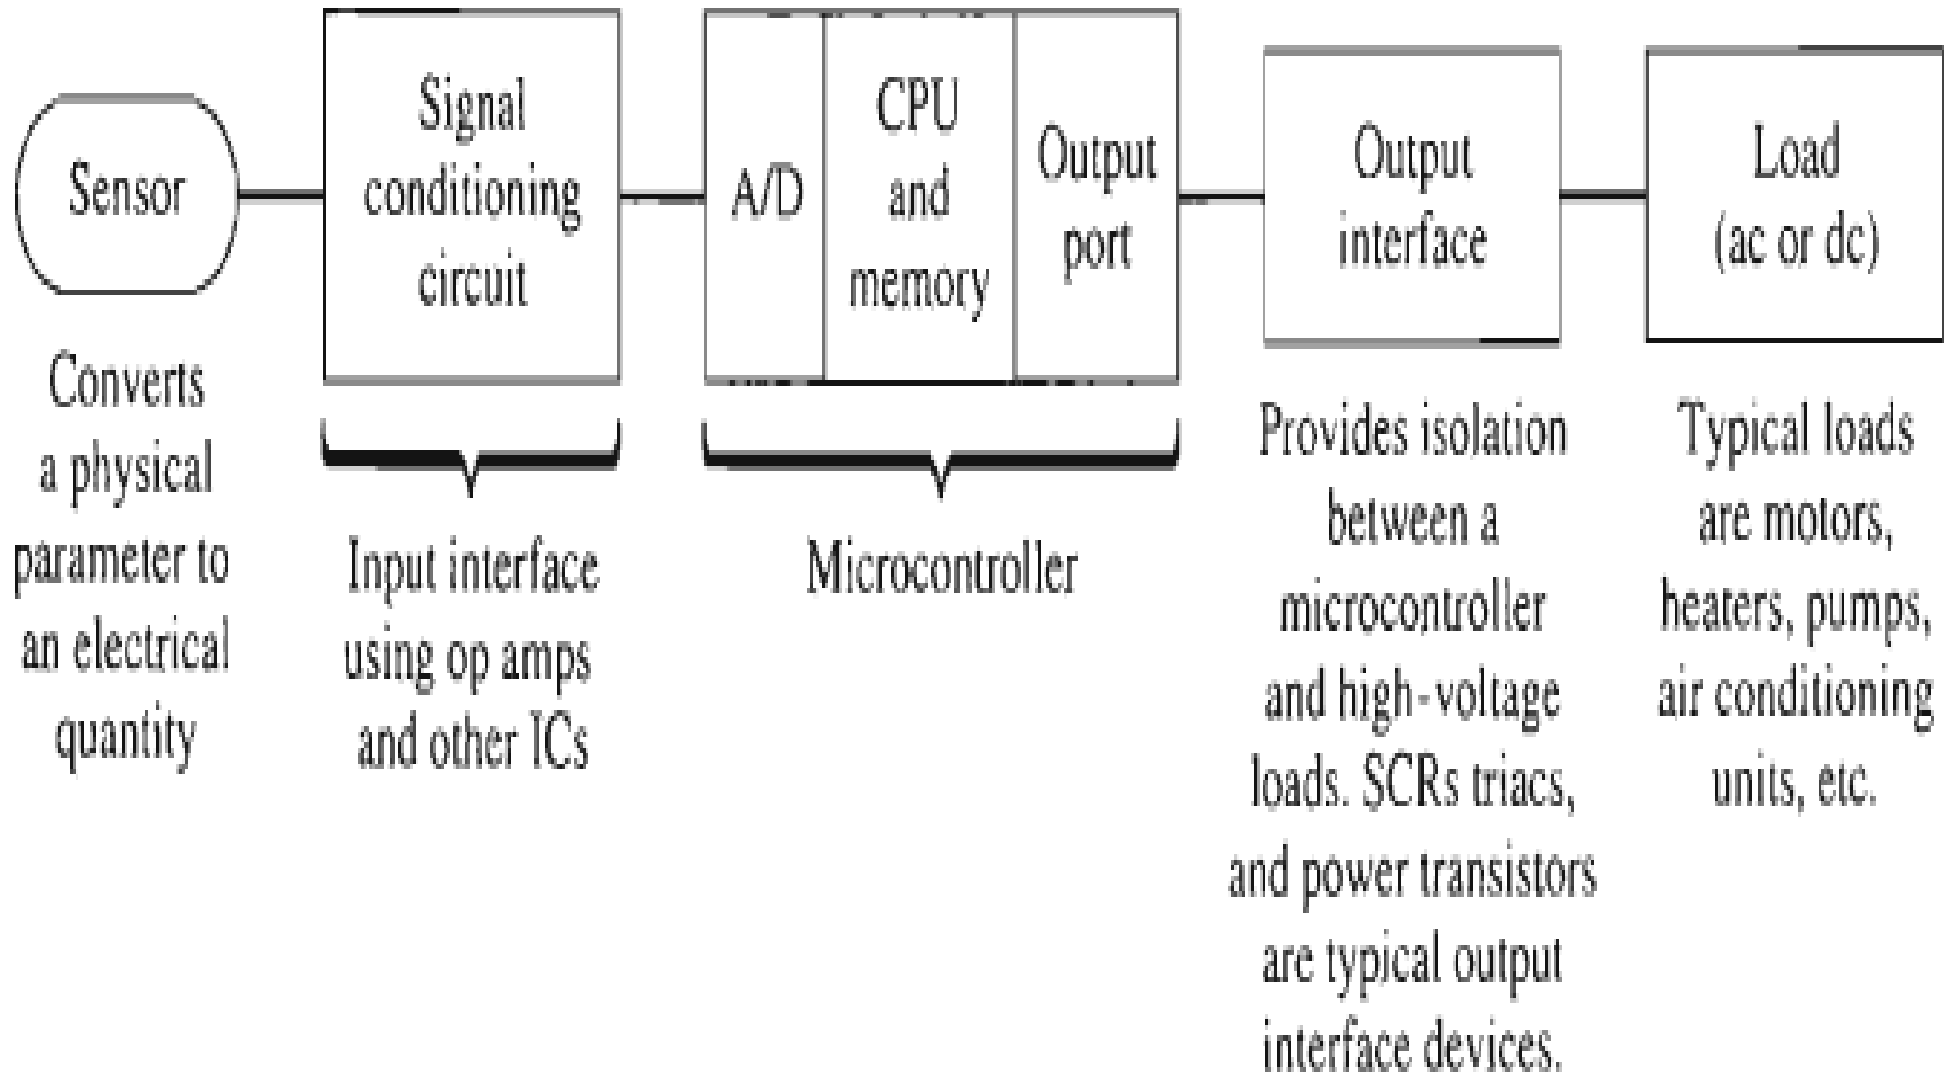 Sensor
Signal
conditioning
circuit
A/D
CPU
and
memory
Output
port
Output
interface
Load
(ac or dc)
Converts
a physical
parameter to
an electrical
quantity
Input interface
using op amps
and other ICs
Microcontroller
Provides isolation
between a
microcontroller
and high-voltage
loads. SCRs triacs,
and power transistors
are typical output
interface devices.
Typical loads
are motors,
heaters, pumps,
air conditioning
units, etc.